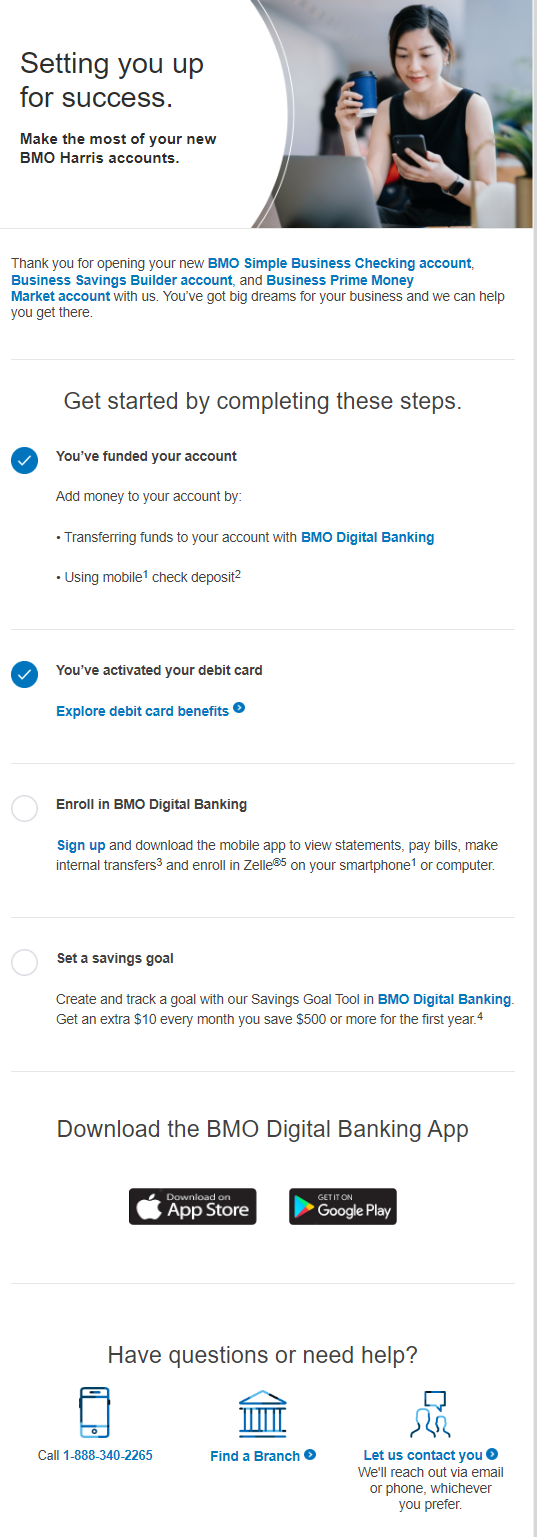 Setting you up
for success.
Make the most of your new
BMO Harris accounts.
Thank you for opening your new BMO Simple Business Checking account,
Business Savings Builder account, and Business Prime Money
Market account with us. You've got big dreams for your business and we can help
you get there.
Get started by completing these steps.
You've funded your account
Add money to your account by:
• Transferring funds to your account with BMO Digital Banking
• Using mobile1 check deposit2
You've activated your debit card
Explore debit card benefits
Enroll in BMO Digital Banking
Sign up and download the mobile app to view statements, pay bills, make
internal transfers3 and enroll in Zelle®5 on your smartphone1 or computer.
Set a savings goal
Create and track a goal with our Savings Goal Tool in BMO Digital Banking.
Get an extra $10 every month you save $500 or more for the first year.4
Download the BMO Digital Banking App
Download on
App Store
GET IT ON
Google Play
Have questions or need help?
Call 1-888-340-2265
Find a Branch
Let us contact you
We'll reach out via email
or phone, whichever
you prefer.